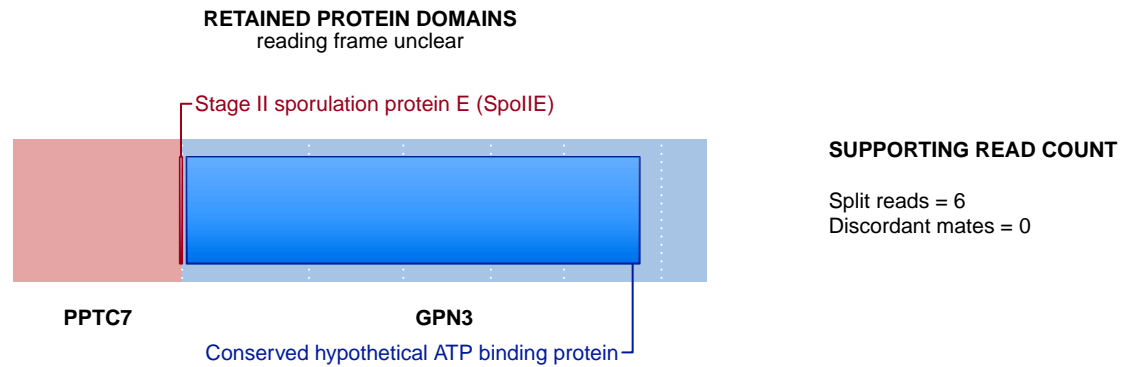 RETAINED PROTEIN DOMAINS
reading frame unclear
Stage II sporulation protein E (SpoIIE)
SUPPORTING READ COUNT
Split reads = 6
Discordant mates = 0
PPTC7
GPN3
Conserved hypothetical ATP binding protein